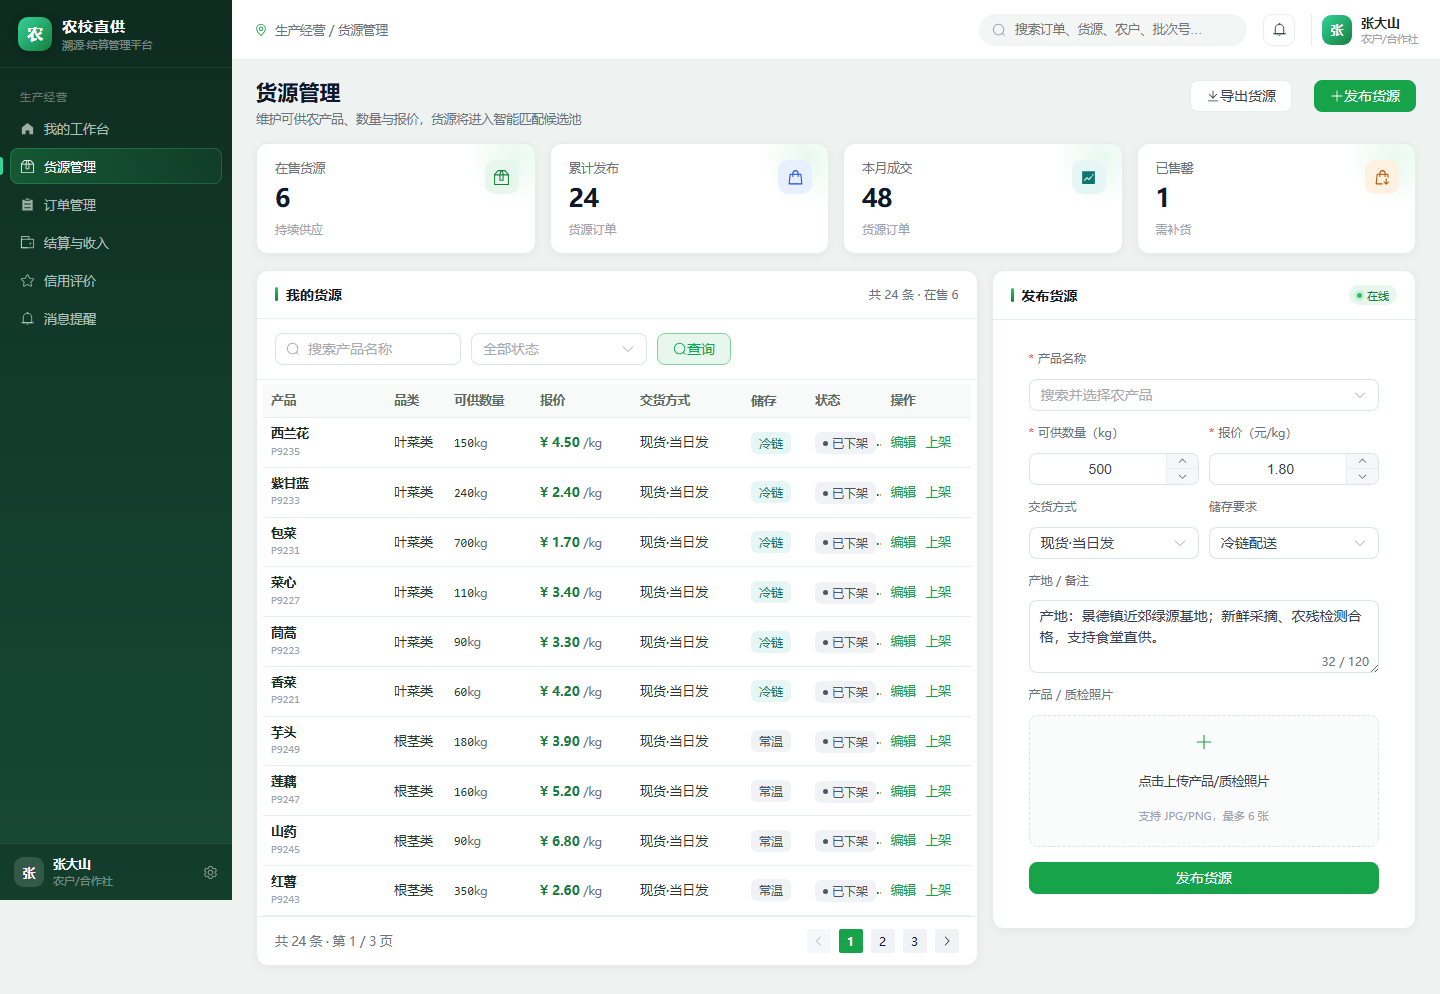 农
农校直供
溯源·结算管理平台
生产经营
我的工作台
货源管理
订单管理
结算与收入
信用评价
消息提醒
张
张大山
农户/合作社
生产经营 / 货源管理
搜索订单、货源、农户、批次号...
张
张大山
农户/合作社
货源管理
维护可供农产品、数量与报价，货源将进入智能匹配候选池
导出货源
发布货源
在售货源
6
持续供应
累计发布
24
货源订单
本月成交
48
货源订单
已售罄
1
需补货
我的货源
共 24 条 · 在售 6
搜索产品名称
全部状态
查询
产品 品类 可供数量 报价 交货方式 储存 状态 操作
西兰花 P9235 叶菜类 150kg ¥ 4.50 /kg 现货·当日发 冷链 已下架 编辑 上架
紫甘蓝 P9233 叶菜类 240kg ¥ 2.40 /kg 现货·当日发 冷链 已下架 编辑 上架
包菜 P9231 叶菜类 700kg ¥ 1.70 /kg 现货·当日发 冷链 已下架 编辑 上架
菜心 P9227 叶菜类 110kg ¥ 3.40 /kg 现货·当日发 冷链 已下架 编辑 上架
茼蒿 P9223 叶菜类 90kg ¥ 3.30 /kg 现货·当日发 冷链 已下架 编辑 上架
香菜 P9221 叶菜类 60kg ¥ 4.20 /kg 现货·当日发 冷链 已下架 编辑 上架
芋头 P9249 根茎类 180kg ¥ 3.90 /kg 现货·当日发 常温 已下架 编辑 上架
莲藕 P9247 根茎类 160kg ¥ 5.20 /kg 现货·当日发 常温 已下架 编辑 上架
山药 P9245 根茎类 90kg ¥ 6.80 /kg 现货·当日发 常温 已下架 编辑 上架
红薯 P9243 根茎类 350kg ¥ 2.60 /kg 现货·当日发 常温 已下架 编辑 上架
共 24 条 · 第 1 / 3 页
1 2 3
发布货源
在线
* 产品名称
搜索并选择农产品
* 可供数量（kg） * 报价（元/kg）
500 1.80
交货方式 储存要求
现货·当日发 冷链配送
产地 / 备注
产地：景德镇近郊绿源基地；新鲜采摘、农残检测合
格，支持食堂直供。
32 / 120
产品 / 质检照片
点击上传产品/质检照片
支持 JPG/PNG，最多 6 张
发布货源